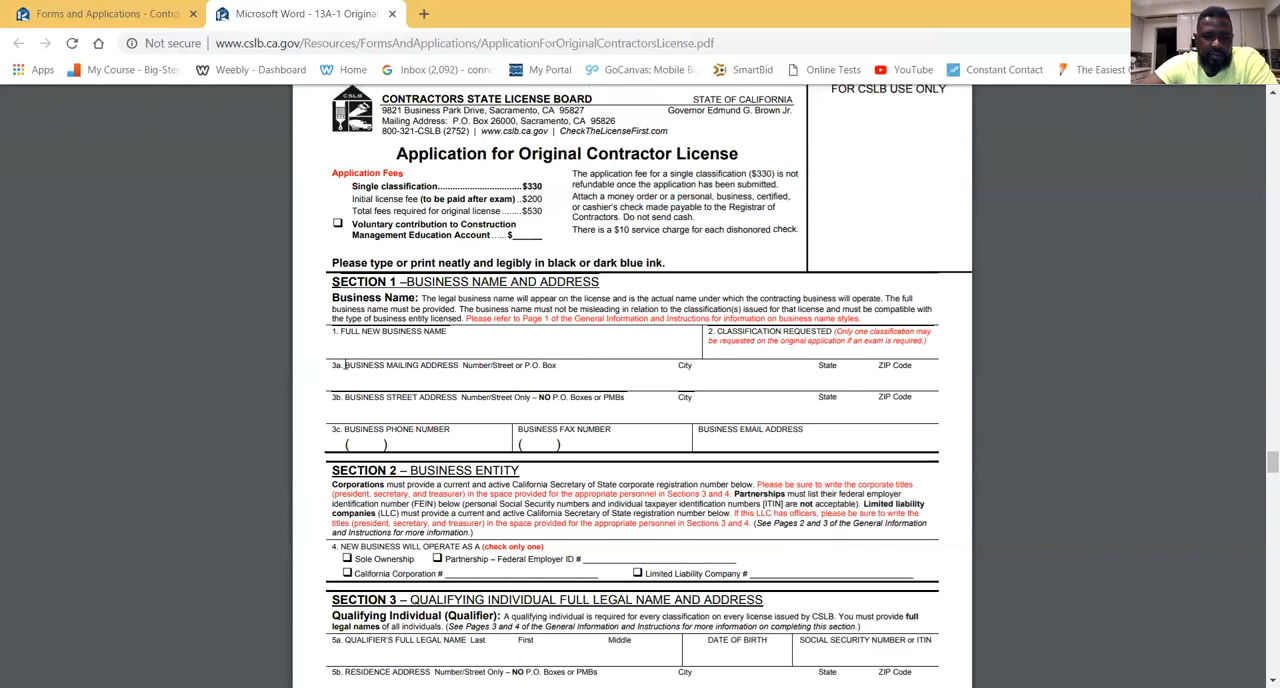 Forms and Applications - Contra
Microsoft Word - 13A-1 Original
Not secure | www.cslb.ca.gov/Resources/FormsAndApplications/ApplicationForOriginalContractorsLicense.pdf
Apps
My Course - Big-Ste
Weebly - Dashboard
Home
Inbox (2,092) - conne
My Portal
GoCanvas: Mobile Bu
SmartBid
Online Tests
YouTube
Constant Contact
The Easiest
CSLB
CONTRACTORS STATE LICENSE BOARD
9821 Business Park Drive, Sacramento, CA 95827
Mailing Address: P.O. Box 26000, Sacramento, CA 95826
800-321-CSLB (2752) | www.cslb.ca.gov | CheckTheLicenseFirst.com
STATE OF CALIFORNIA
Governor Edmund G. Brown Jr.
FOR CSLB USE ONLY
Application for Original Contractor License
Application Fees
Single classification................................$330
Initial license fee (to be paid after exam) ..$200
Total fees required for original license ........$530
Voluntary contribution to Construction
Management Education Account ...... $______
The application fee for a single classification ($330) is not
refundable once the application has been submitted.
Attach a money order or a personal, business, certified,
or cashier's check made payable to the Registrar of
Contractors. Do not send cash.
There is a $10 service charge for each dishonored check.
Please type or print neatly and legibly in black or dark blue ink.
SECTION 1 –BUSINESS NAME AND ADDRESS
Business Name: The legal business name will appear on the license and is the actual name under which the contracting business will operate. The full
business name must be provided. The business name must not be misleading in relation to the classification(s) issued for that license and must be compatible with
the type of business entity licensed. Please refer to Page 1 of the General Information and Instructions for information on business name styles.
1. FULL NEW BUSINESS NAME
2. CLASSIFICATION REQUESTED (Only one classification may
be requested on the original application if an exam is required.)
3a. BUSINESS MAILING ADDRESS Number/Street or P.O. Box City State ZIP Code
3b. BUSINESS STREET ADDRESS Number/Street Only – NO P.O. Boxes or PMBs City State ZIP Code
3c. BUSINESS PHONE NUMBER BUSINESS FAX NUMBER BUSINESS EMAIL ADDRESS
( ) ( )
SECTION 2 – BUSINESS ENTITY
Corporations must provide a current and active California Secretary of State corporate registration number below. Please be sure to write the corporate titles
(president, secretary, and treasurer) in the space provided for the appropriate personnel in Sections 3 and 4. Partnerships must list their federal employer
identification number (FEIN) below (personal Social Security numbers and individual taxpayer identification numbers [ITIN] are not acceptable). Limited liability
companies (LLC) must provide a current and active California Secretary of State registration number below. If this LLC has officers, please be sure to write the
titles (president, secretary, and treasurer) in the space provided for the appropriate personnel in Sections 3 and 4. (See Pages 2 and 3 of the General Information
and Instructions for more information.)
4. NEW BUSINESS WILL OPERATE AS A (check only one)
Sole Ownership Partnership – Federal Employer ID # ______
California Corporation # ______ Limited Liability Company # ______
SECTION 3 – QUALIFYING INDIVIDUAL FULL LEGAL NAME AND ADDRESS
Qualifying Individual (Qualifier): A qualifying individual is required for every classification on every license issued by CSLB. You must provide full
legal names of all individuals. (See Pages 3 and 4 of the General Information and Instructions for more information on completing this section.)
5a. QUALIFIER'S FULL LEGAL NAME Last First Middle DATE OF BIRTH SOCIAL SECURITY NUMBER or ITIN
5b. RESIDENCE ADDRESS Number/Street Only – NO P.O. Boxes or PMBs City State ZIP Code